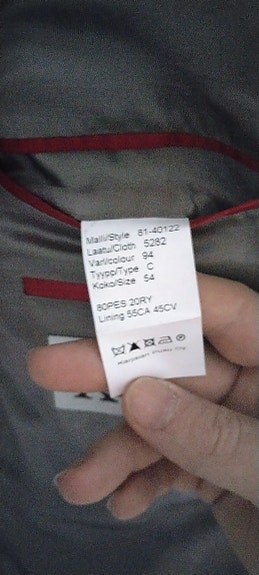 Malli/Style 81-40122
Laatu/Cloth 5282
Väri/colour 94
Tyyppi/Type C
Koko/Size 54
80PES 20RY
Lining 55CA 45CV